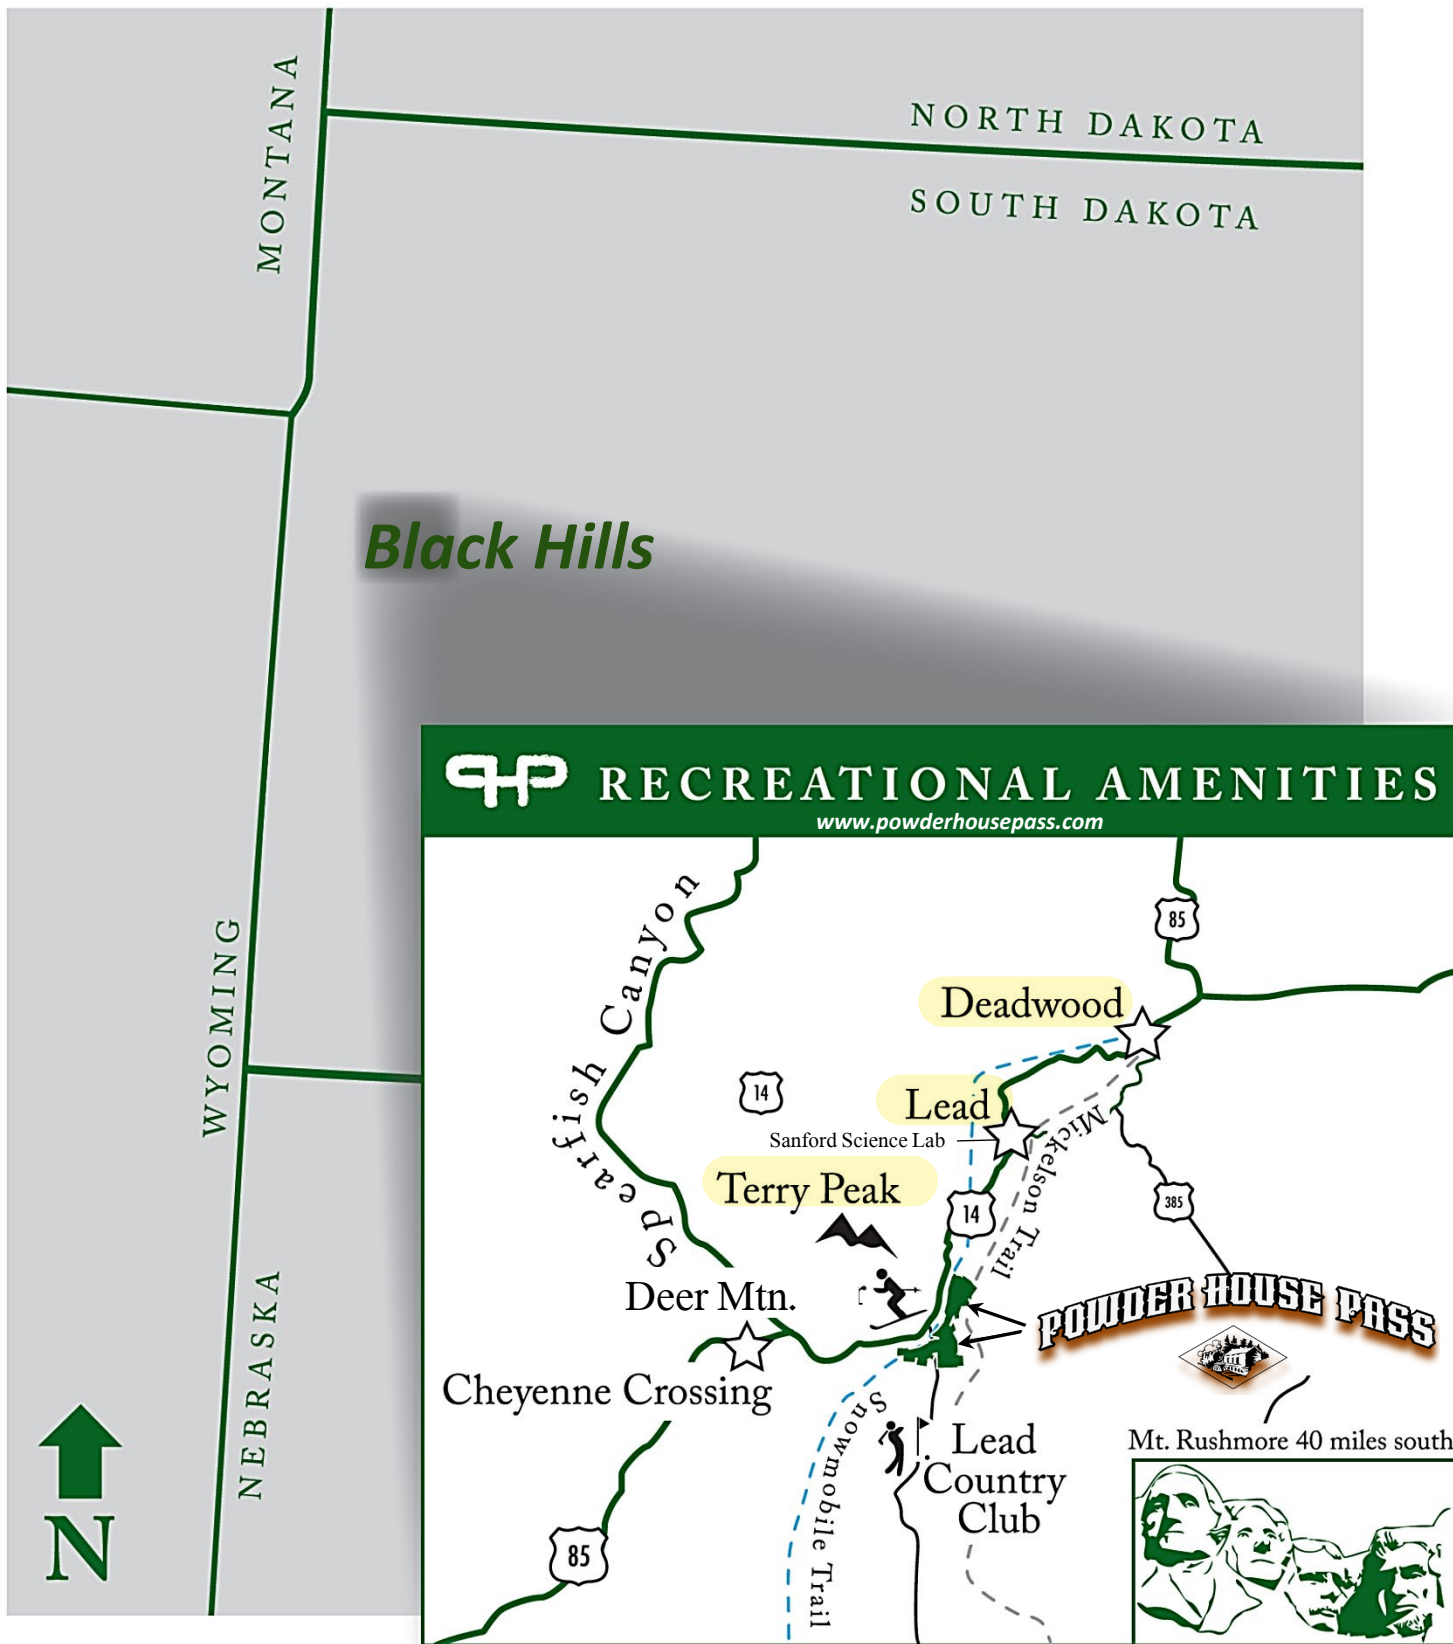 MONTANA
NORTH DAKOTA
SOUTH DAKOTA
Black Hills
WYOMING
NEBRASKA
N
PHP RECREATIONAL AMENITIES
www.powderhousepass.com
Spearfish Canyon
85
Deadwood
14
Lead
Sanford Science Lab
Mickelson Trail
Terry Peak
14
385
Deer Mtn.
POWDER HOUSE PASS
Cheyenne Crossing
Snowmobile Trail
Lead
Country
Club
Mt. Rushmore 40 miles south
85